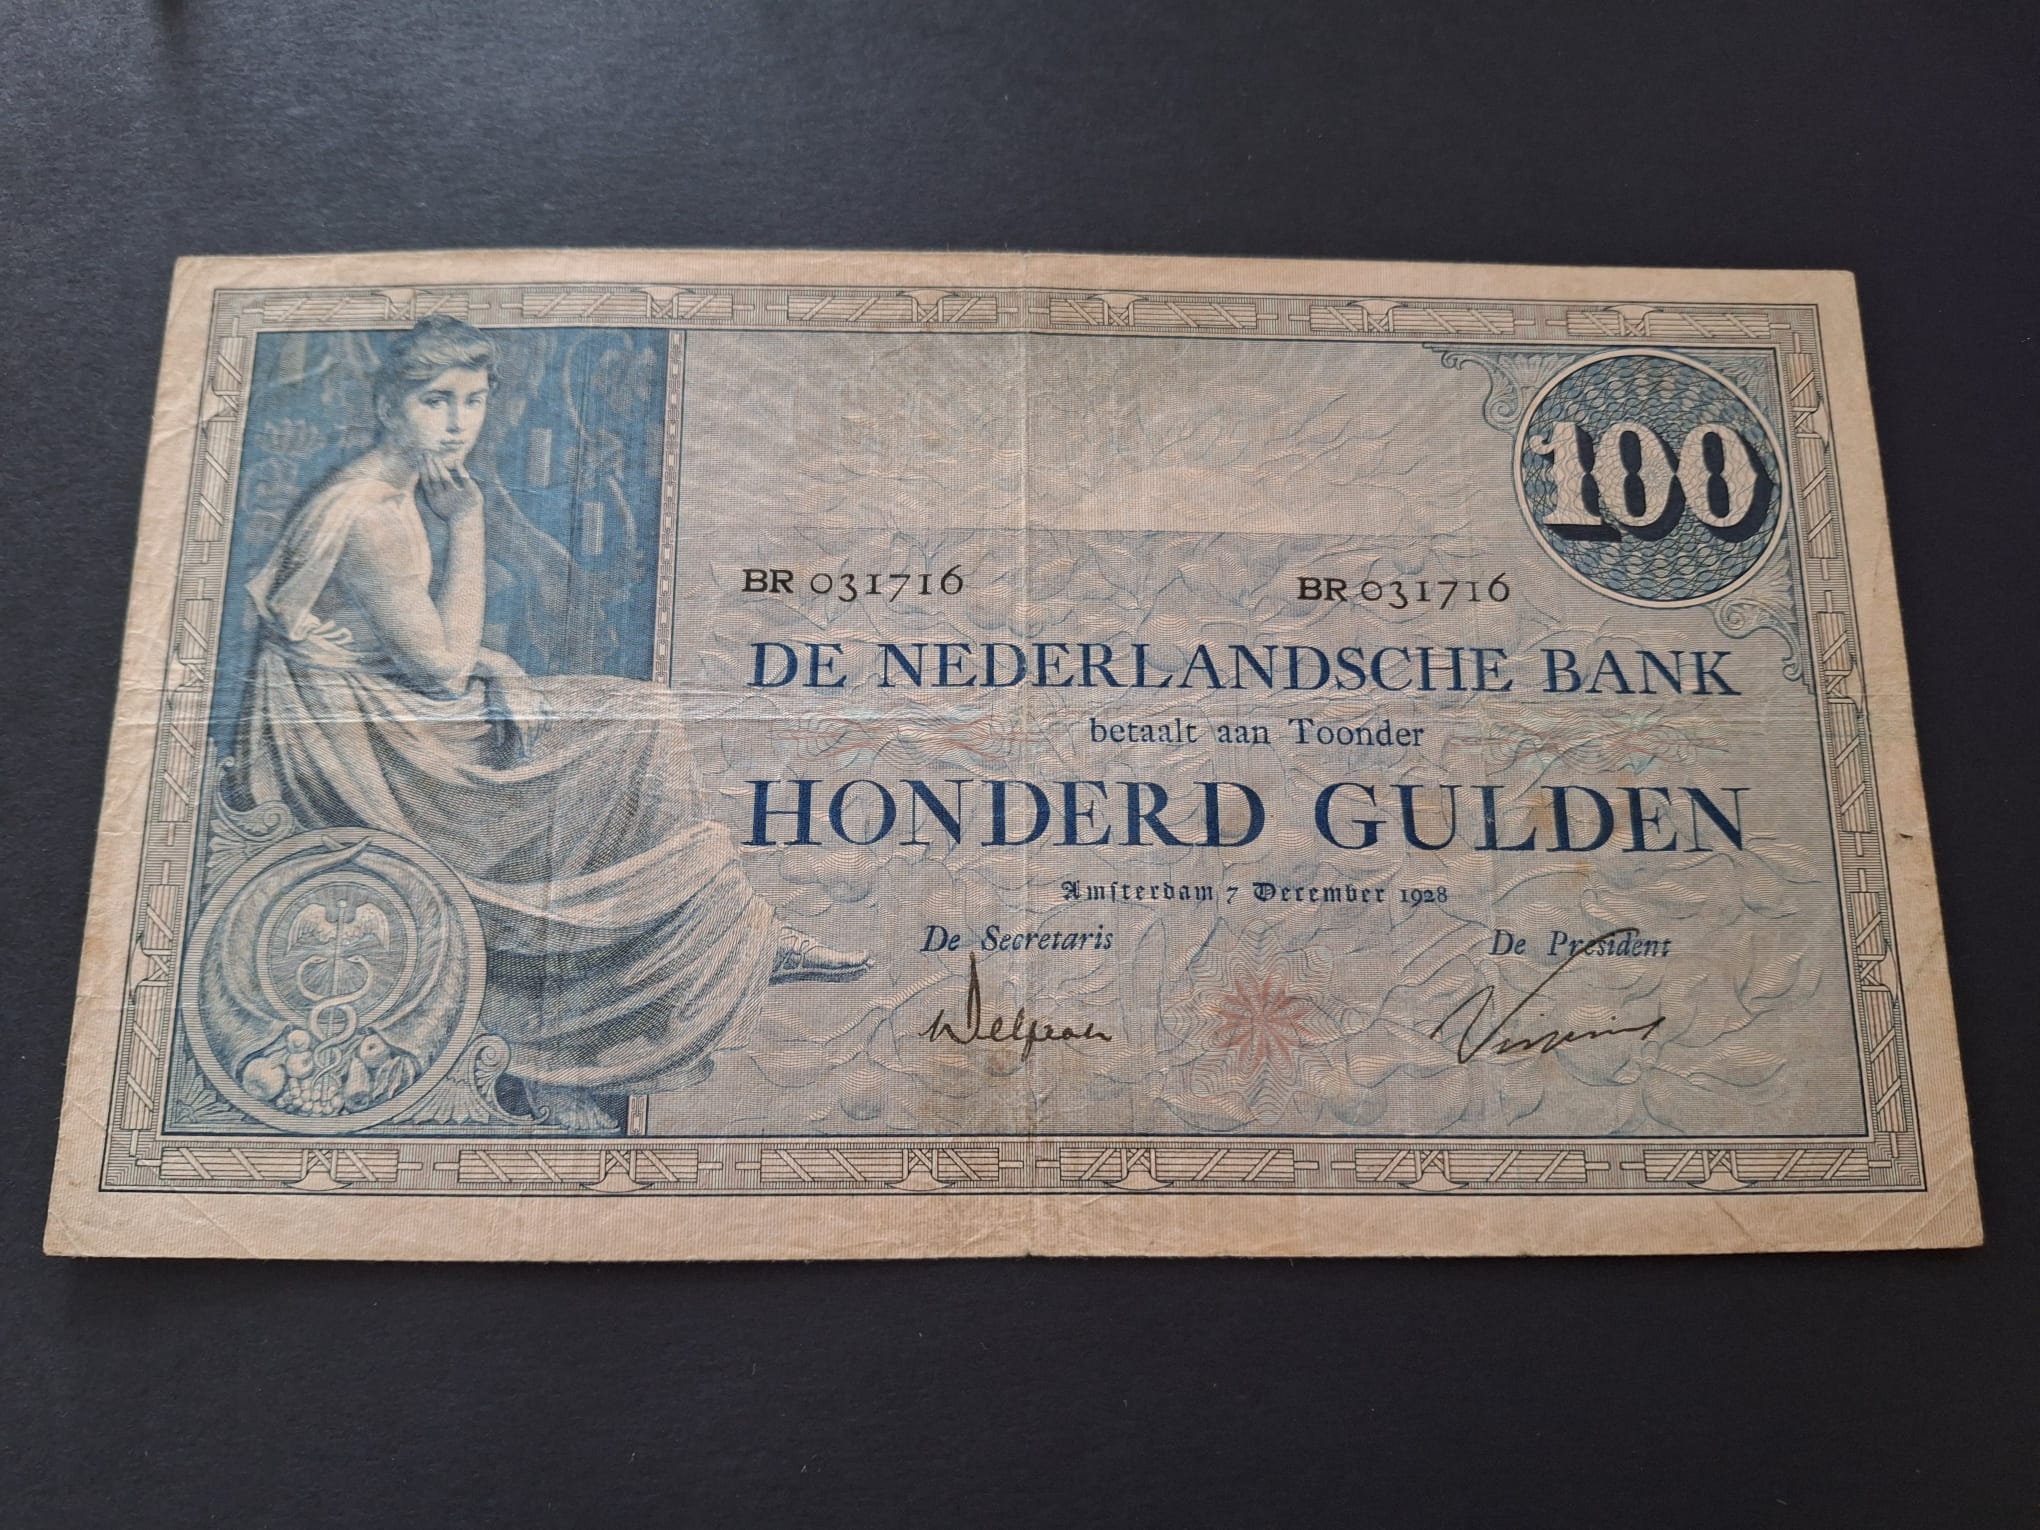 100
BR 031716 BR 031716
DE NEDERLANDSCHE BANK
betaalt aan Toonder
HONDERD GULDEN
Amsterdam 7 December 1928
De Secretaris De President